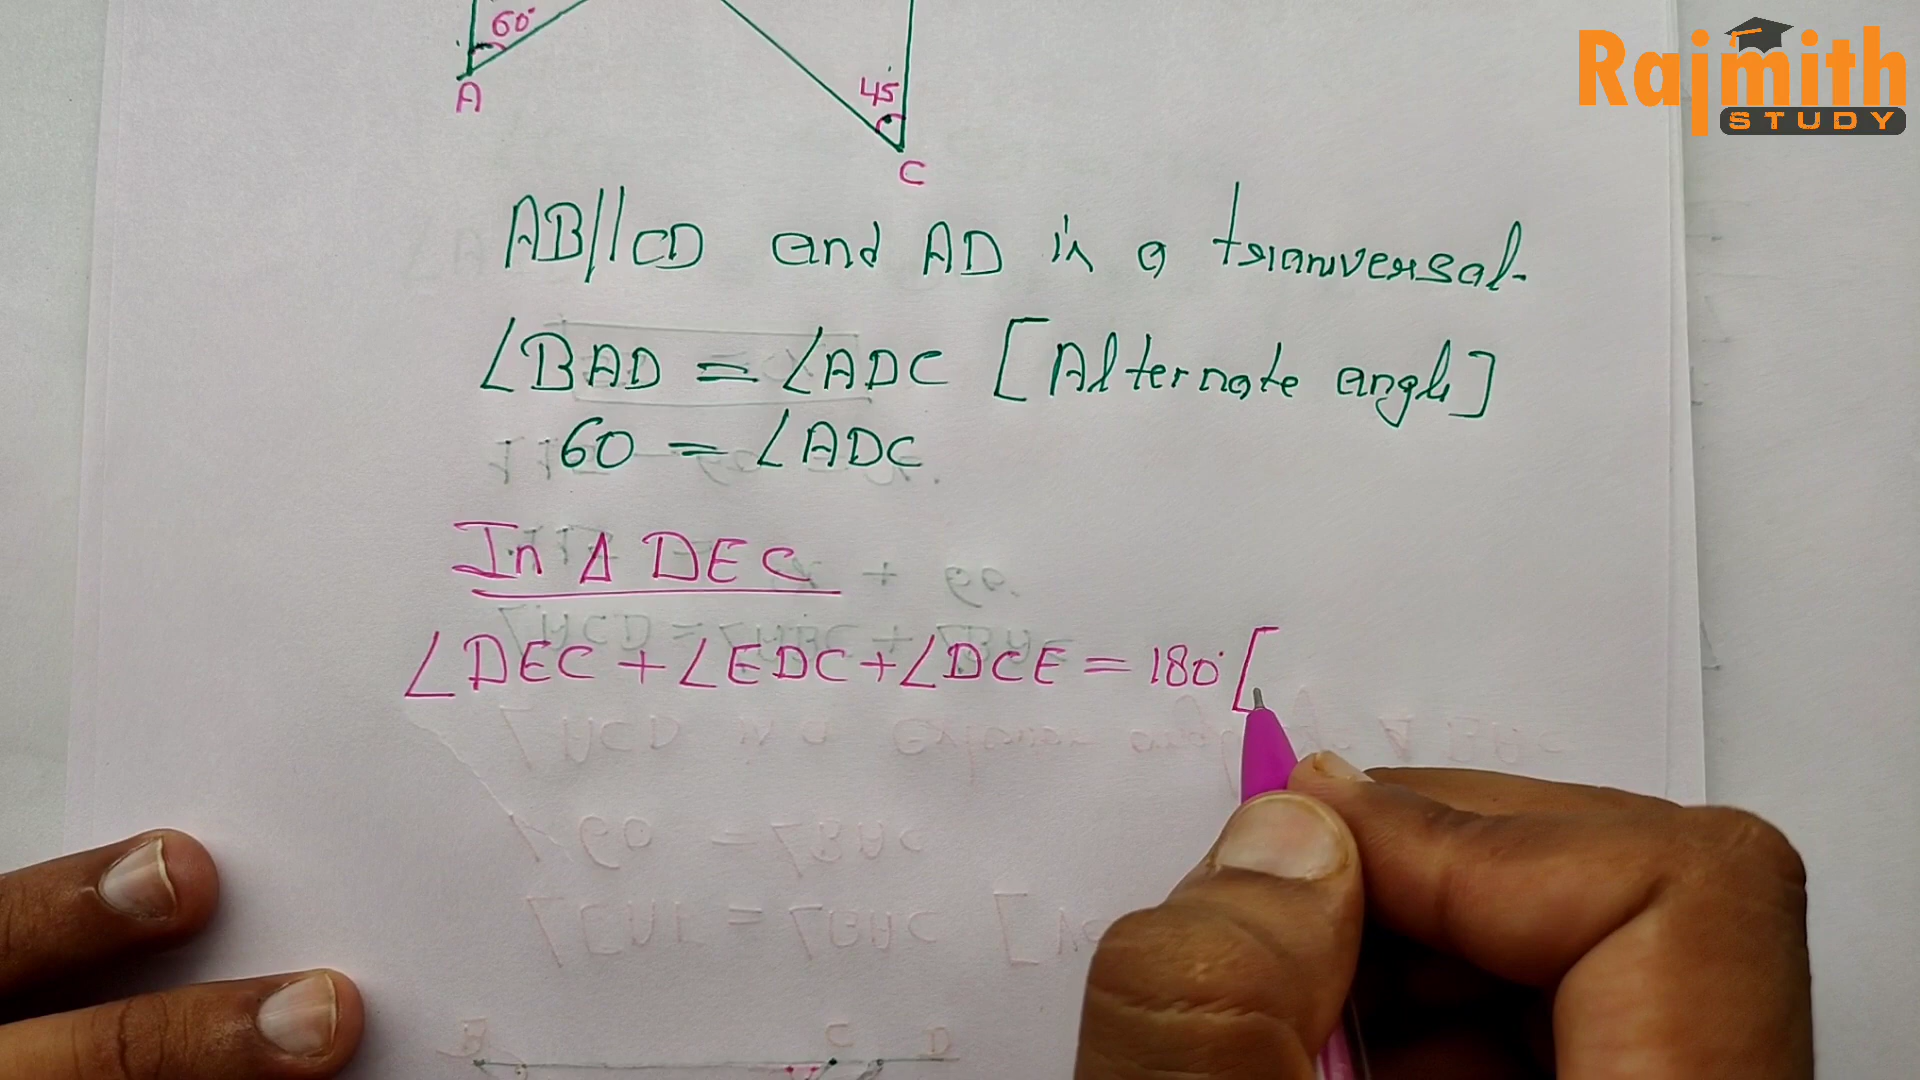 Rajmith
STUDY
60°
A
45
C
AB//CD and AD is a transversal.
∠BAD = ∠ADC [Alternate angle]
60 = ∠ADC
In Δ DEC
∠DEC + ∠EDC + ∠DCE = 180° [